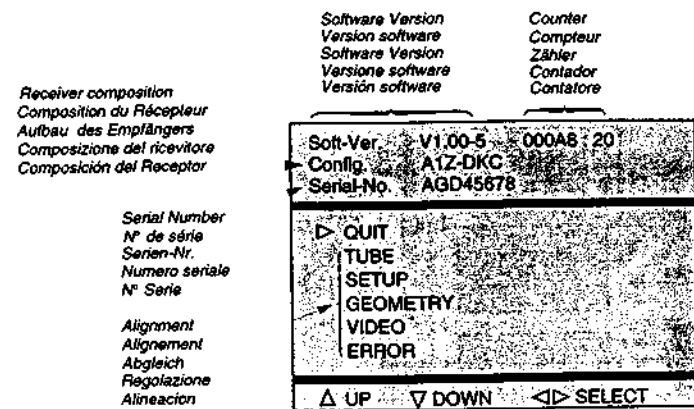 Software Version
Version software
Software Version
Versione software
Versión software
Counter
Compteur
Zähler
Contador
Contatore
Receiver composition
Composition du Récepteur
Aufbau des Empfängers
Composizione del ricevitore
Composición del Receptor
Soft-Ver. V1.00-5 000A6 : 20
Config. A1Z-DKC
Serial-No. AGD45678
Serial Number
N° de série
Serien-Nr.
Numero seriale
N° Serie
▷ QUIT
TUBE
SETUP
GEOMETRY
VIDEO
ERROR
Alignment
Alignement
Abgleich
Regolazione
Alineacion
△ UP ▽ DOWN ◁▷ SELECT